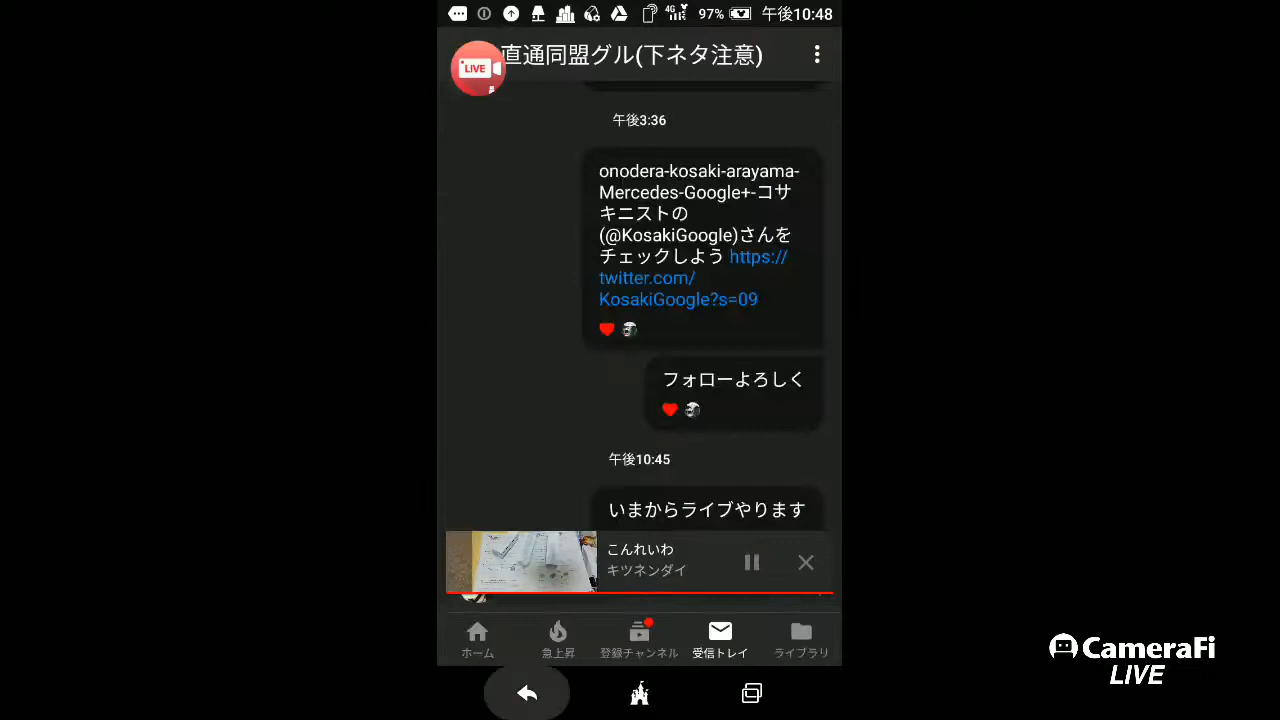 4G 97% 午後10:48
LIVE
直通同盟グル(下ネタ注意)
午後3:36
onodera-kosaki-arayama-
Mercedes-Google+-コサ
キニストの
(@KosakiGoogle)さんを
チェックしよう https://
twitter.com/
KosakiGoogle?s=09
フォローよろしく
午後10:45
いまからライブやります
こんれいわ
キツネンダイ
ホーム
急上昇
登録チャンネル
受信トレイ
ライブラリ
CameraFi
LIVE